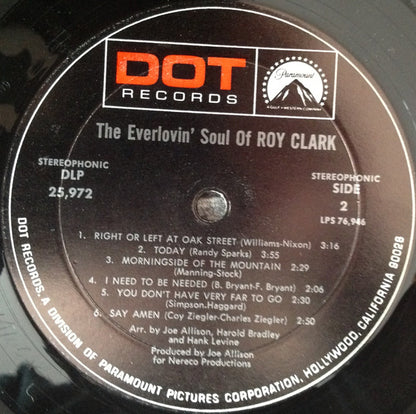 DOT
RECORDS
Paramount
A GULF+WESTERN COMPANY
The Everlovin' Soul Of ROY CLARK
STEREOPHONIC
DLP
25,972
STEREOPHONIC
SIDE
2
LPS 76,946
1. RIGHT OR LEFT AT OAK STREET (Williams-Nixon) 3:16
2. TODAY (Randy Sparks) 3:55
3. MORNINGSIDE OF THE MOUNTAIN 2:29
(Manning-Stock)
4. I NEED TO BE NEEDED (B. Bryant-F. Bryant) 2:06
5. YOU DON'T HAVE VERY FAR TO GO 2:30
(Simpson-Haggard)
6. SAY AMEN (Coy Ziegler-Charles Ziegler) 2:50
Arr. by Joe Allison, Harold Bradley
and Hank Levine
Produced by Joe Allison
for Nereco Productions
DOT RECORDS, A DIVISION OF PARAMOUNT PICTURES CORPORATION, HOLLYWOOD, CALIFORNIA 90028